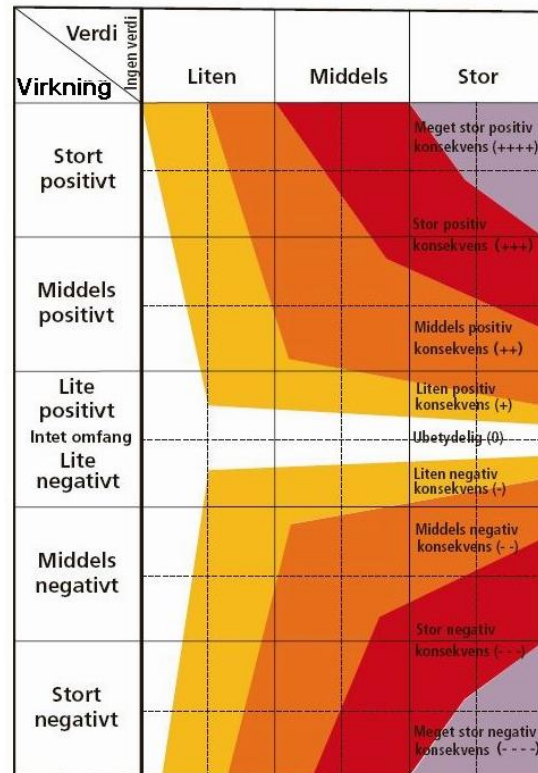 Verdi
Ingen verdi
Virkning
Liten
Middels
Stor
Stort
positivt
Meget stor positiv
konsekvens (++++)
Stor positiv
konsekvens (+++)
Middels
positivt
Middels positiv
konsekvens (++)
Lite
positivt
Liten positiv
konsekvens (+)
Intet omfang
Ubetydelig (0)
Lite
negativt
Liten negativ
konsekvens (-)
Middels
negativt
Middels negativ
konsekvens (- -)
Stor negativ
konsekvens (- - -)
Stort
negativt
Meget stor negativ
konsekvens (- - - -)